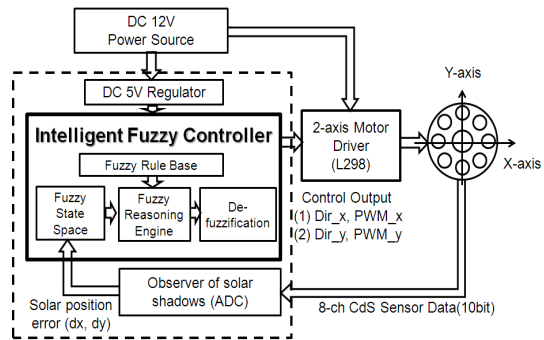 DC 12V
Power Source
DC 5V Regulator
Y-axis
Intelligent Fuzzy Controller
2-axis Motor
Driver
(L298)
X-axis
Fuzzy Rule Base
Fuzzy
State
Space
Fuzzy
Reasoning
Engine
De-
fuzzification
Control Output
(1) Dir_x, PWM_x
(2) Dir_y, PWM_y
Observer of solar
shadows (ADC)
Solar position
error (dx, dy)
8-ch CdS Sensor Data(10bit)